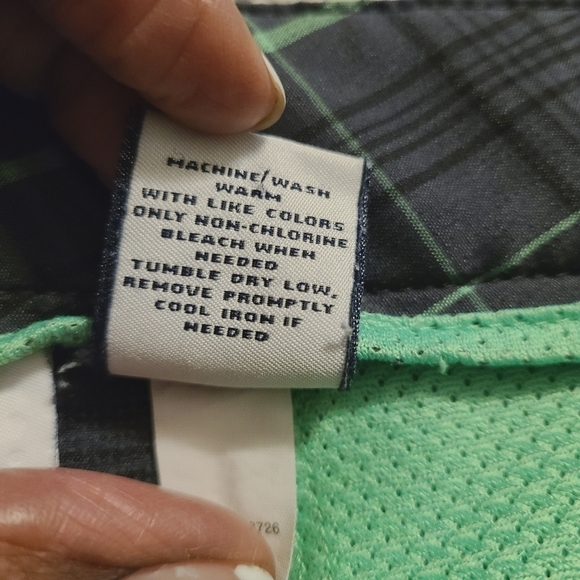 MACHINE/WASH
WARM
WITH LIKE COLORS
ONLY NON-CHLORINE
BLEACH WHEN
NEEDED
TUMBLE DRY LOW,
REMOVE PROMPTLY
COOL IRON IF
NEEDED